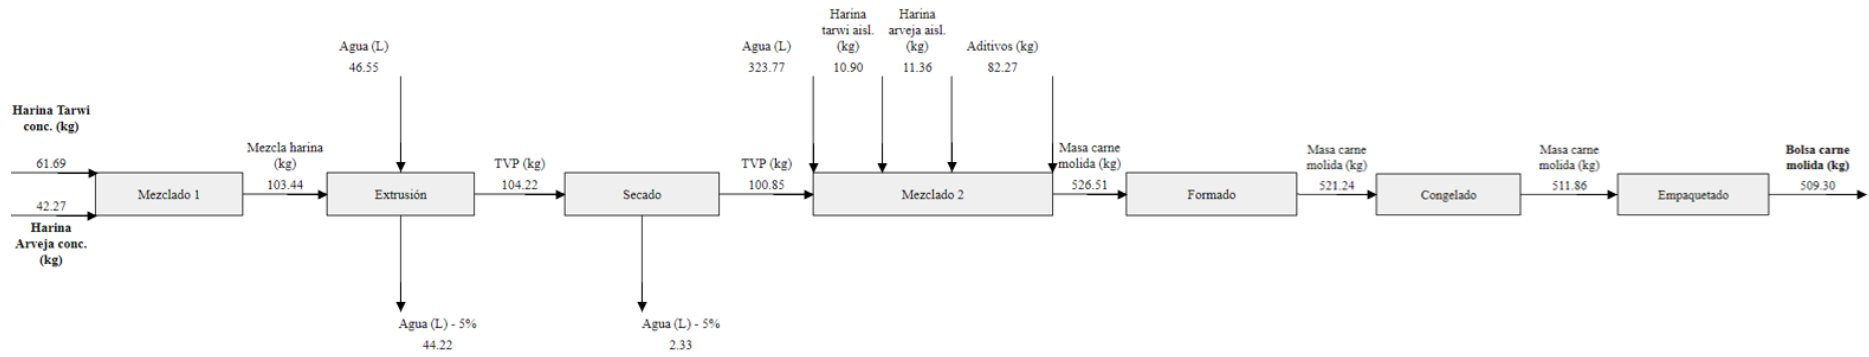 Harina
tarwi aisl.
(kg)
10.90
Harina
arveja aisl.
(kg)
11.36
Agua (L)
46.55
Agua (L)
323.77
Aditivos (kg)
82.27
Harina Tarwi
conc. (kg)
61.69
42.27
Harina
Arveja conc.
(kg)
Mezclado 1
Mezcla harina
(kg)
103.44
Extrusión
TVP (kg)
104.22
Secado
TVP (kg)
100.85
Mezclado 2
Masa carne
molida (kg)
526.51
Formado
Masa carne
molida (kg)
521.24
Congelado
Masa carne
molida (kg)
511.86
Empaquetado
Bolsa carne
molida (kg)
509.30
Agua (L) - 5%
44.22
Agua (L) - 5%
2.33